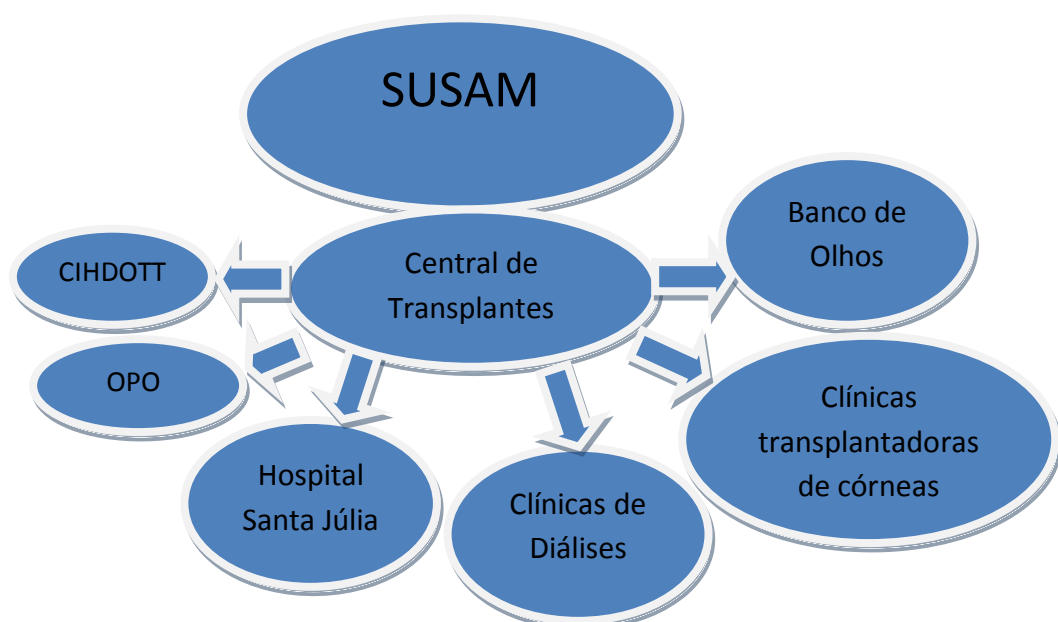 SUSAM
Banco de
Olhos
CIHDOTT
Central de
Transplantes
OPO
Clínicas
transplantadoras
de córneas
Hospital
Santa Júlia
Clínicas de
Diálises